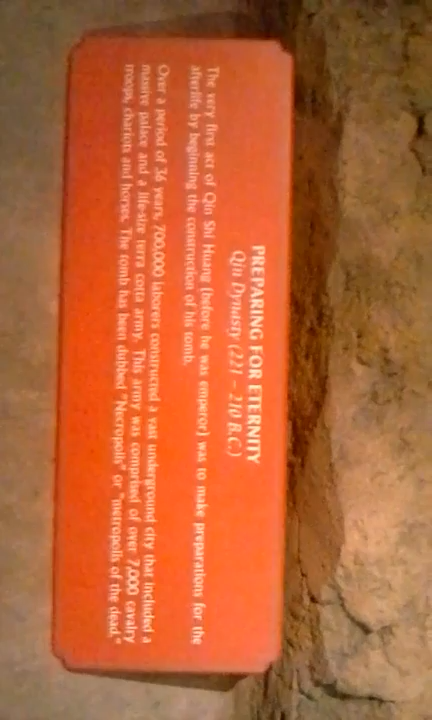 PREPARING FOR ETERNITY
Qin Dynasty (221 – 210 B.C.)
The very first act of Qin Shi Huang (before he was emperor) was to make preparations for the
afterlife by beginning the construction of his tomb.
Over a period of 36 years, 700,000 laborers constructed a vast underground city that included a
massive palace and a life-size terra cotta army. This army was comprised of over 7,000 cavalry
troops, chariots and horses. The tomb has been dubbed "Necropolis" or "metropolis of the dead."